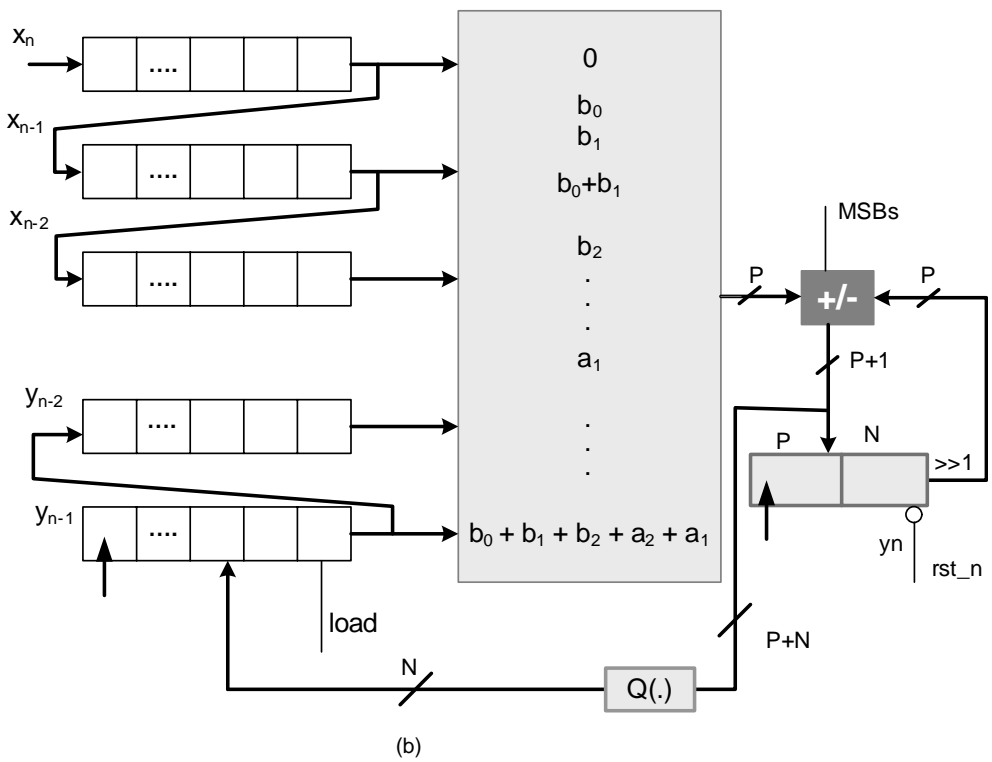 xₙ
....
xₙ₋₁
....
xₙ₋₂
....
yₙ₋₂
....
yₙ₋₁
....
load
0
b₀
b₁
b₀+b₁
b₂
.
.
.
a₁
.
.
.
b₀ + b₁ + b₂ + a₂ + a₁
MSBs
P
+/-
P
P+1
P
N
>>1
yn
rst_n
P+N
N
Q(.)
(b)